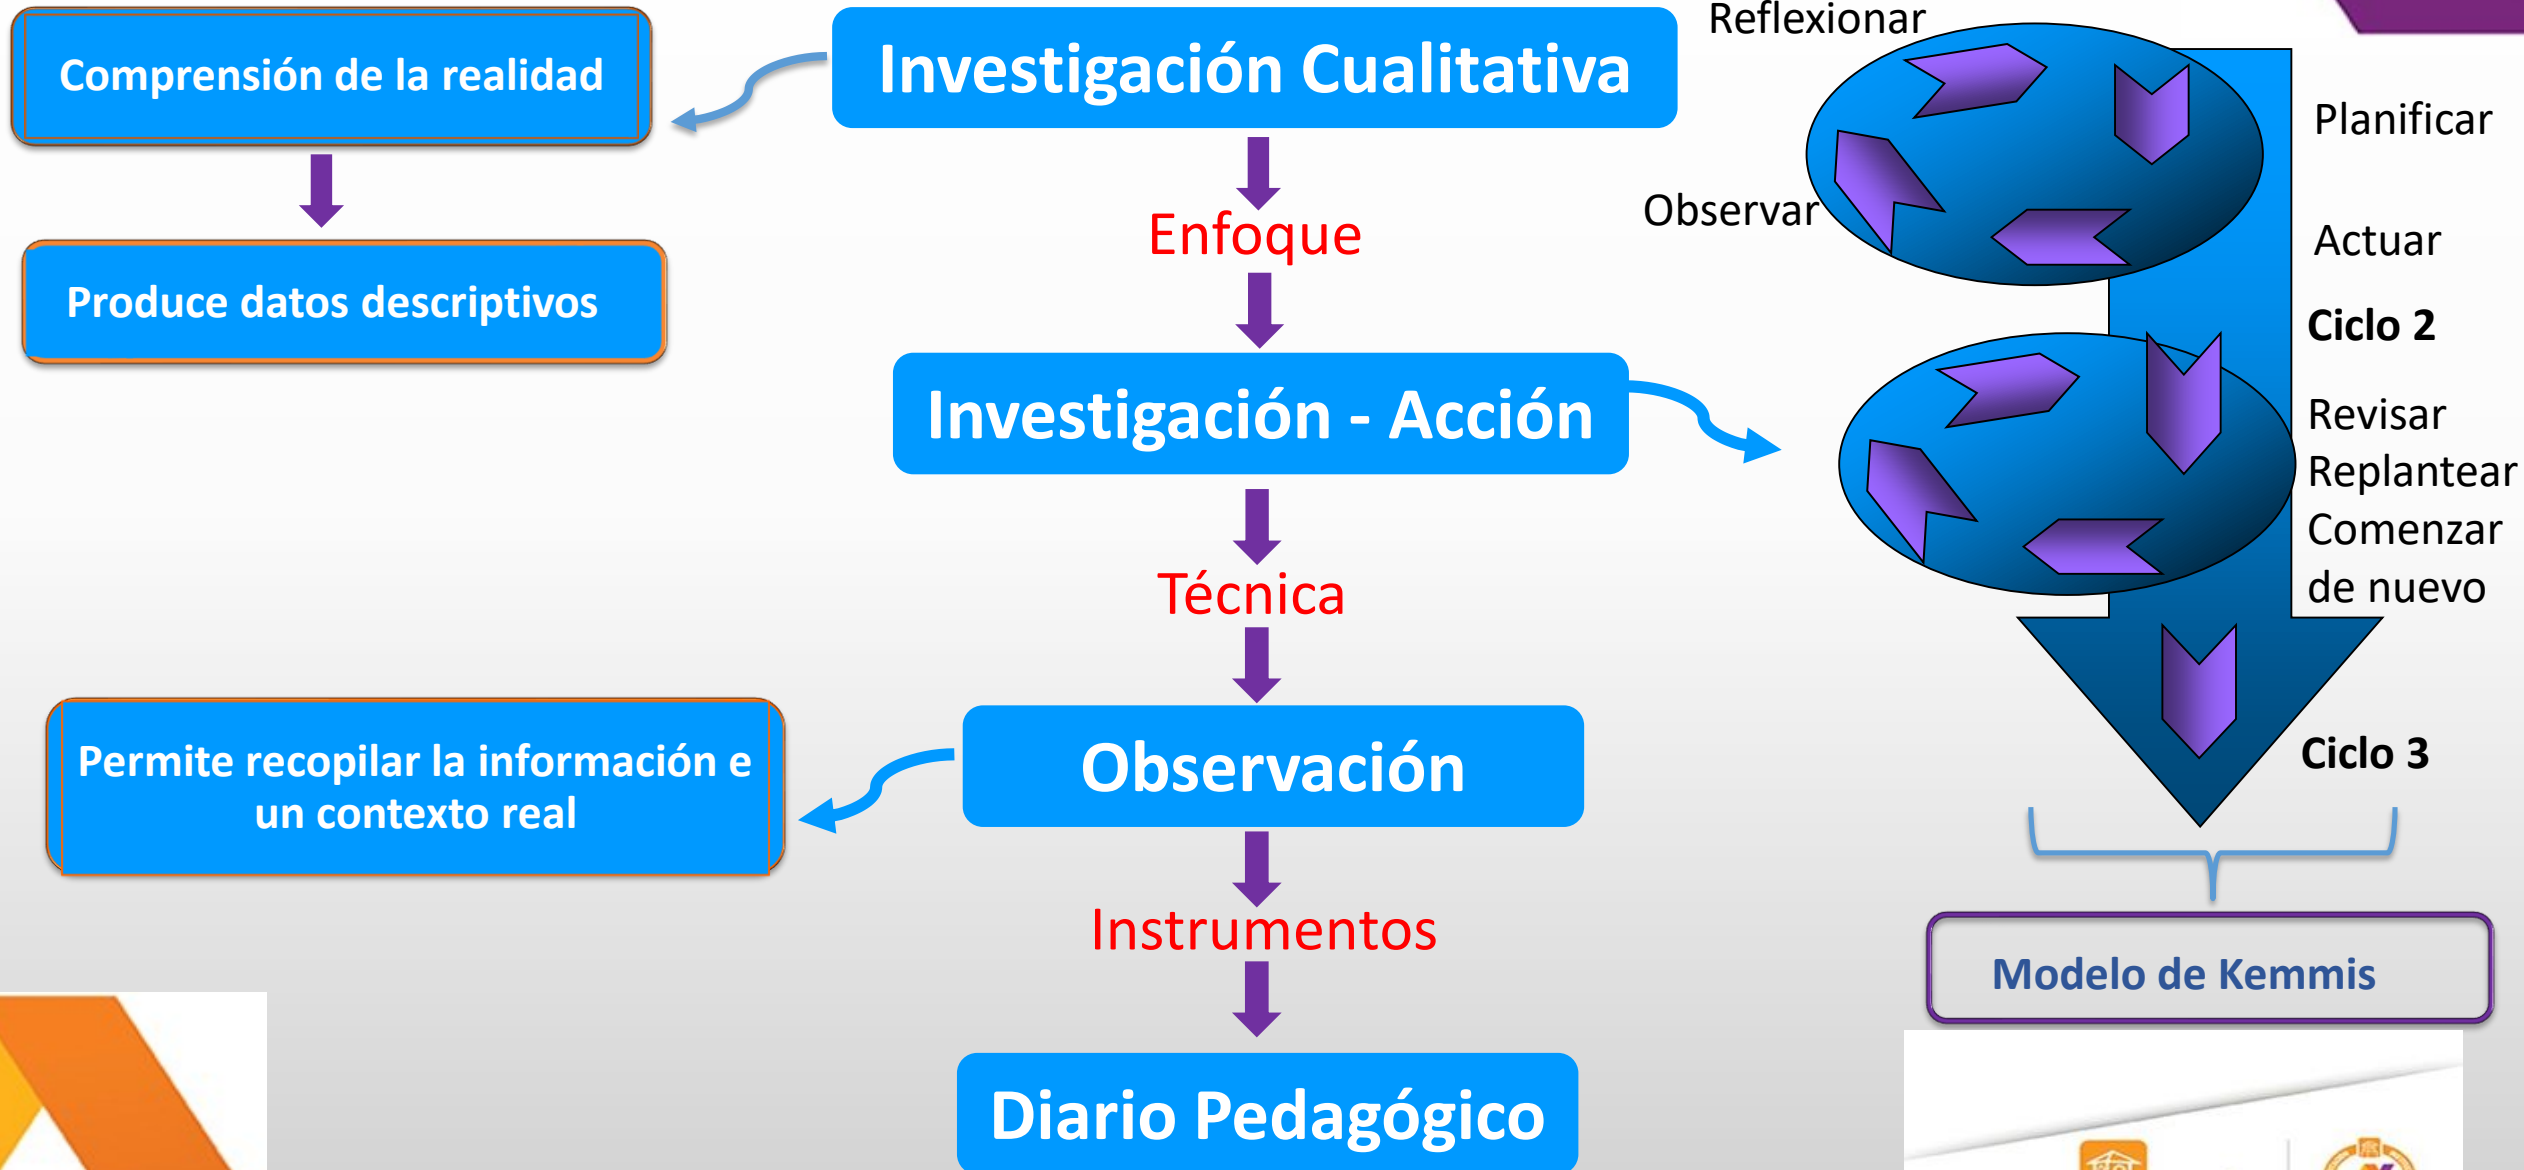 Comprensión de la realidad
Produce datos descriptivos
Investigación Cualitativa
Enfoque
Investigación - Acción
Técnica
Observación
Permite recopilar la información e
un contexto real
Instrumentos
Diario Pedagógico
Reflexionar
Planificar
Observar
Actuar
Ciclo 2
Revisar
Replantear
Comenzar
de nuevo
Ciclo 3
Modelo de Kemmis